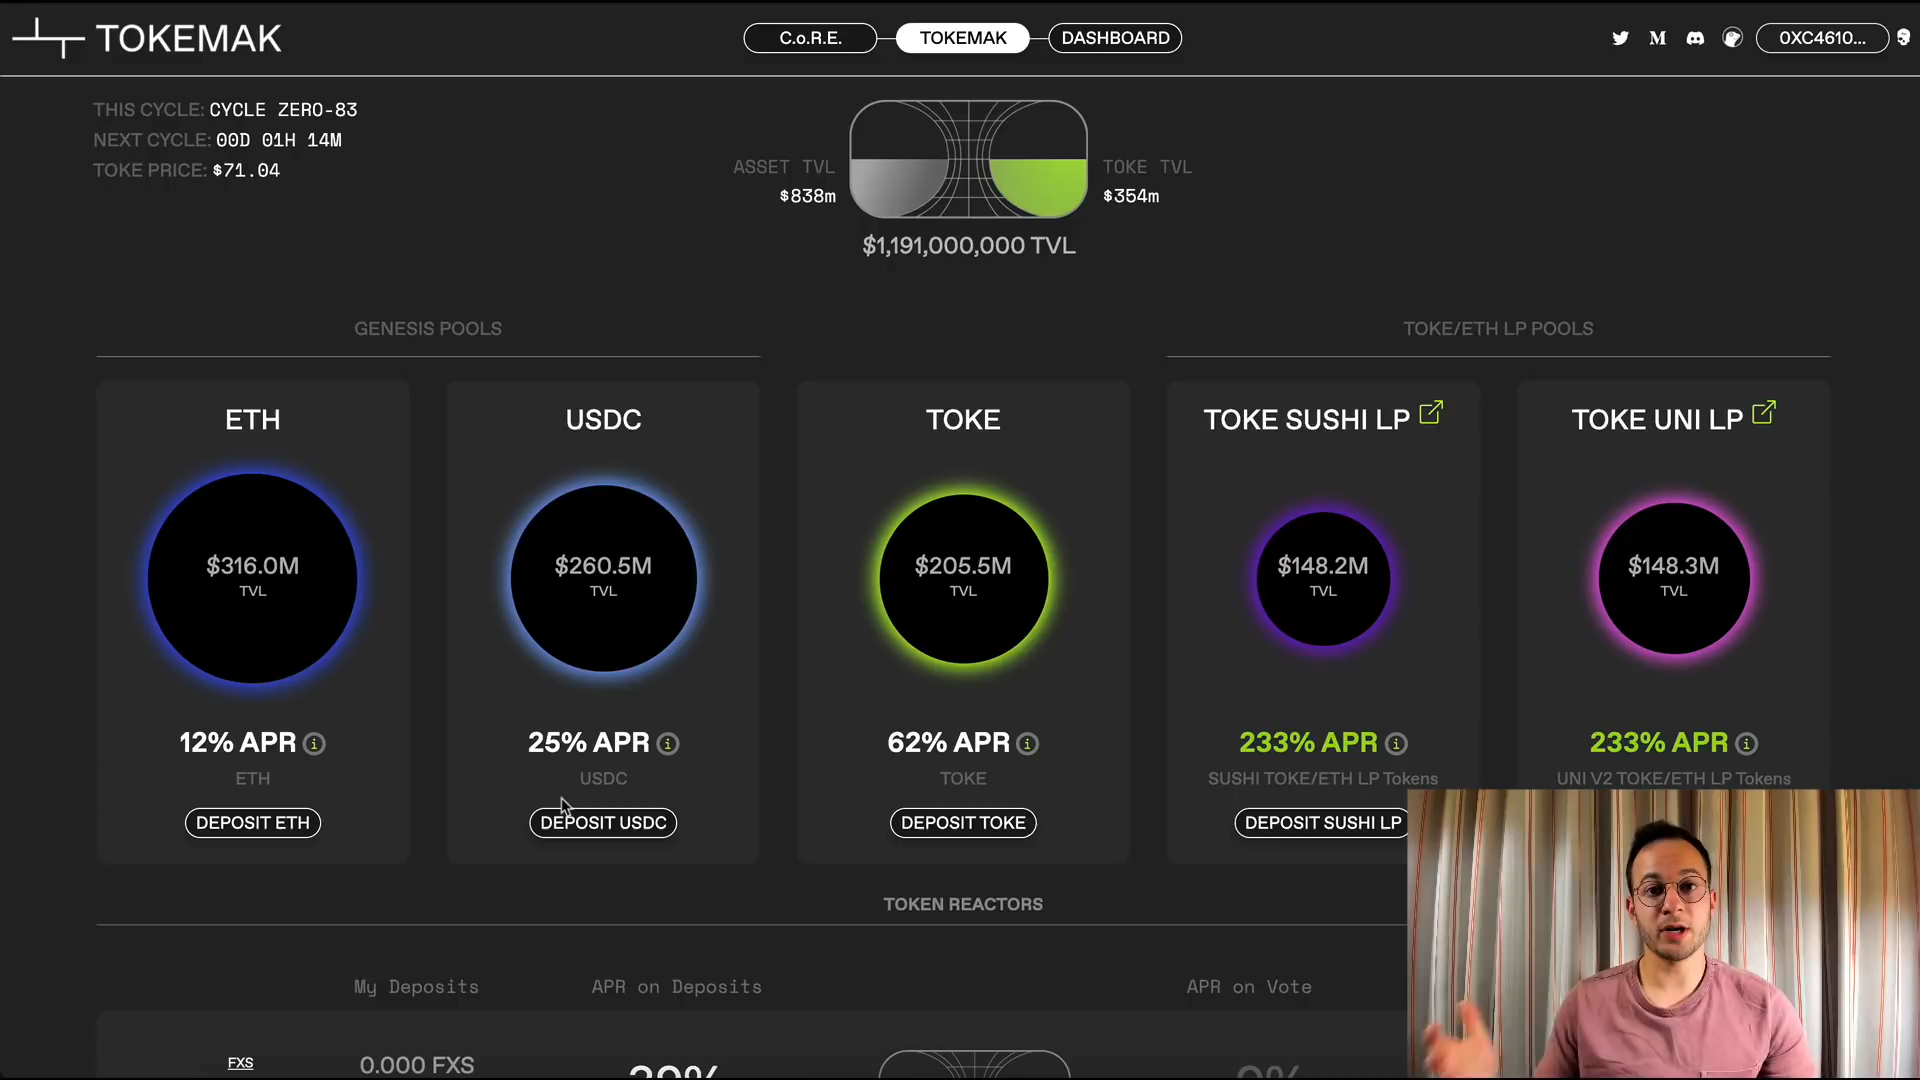 TOKEMAK
C.o.R.E.
TOKEMAK
DASHBOARD
M
0XC4610...
THIS CYCLE: CYCLE ZERO-83
NEXT CYCLE: 00D 01H 14M
TOKE PRICE: $71.04
ASSET TVL
$838m
TOKE TVL
$354m
$1,191,000,000 TVL
GENESIS POOLS
TOKE/ETH LP POOLS
ETH
$316.0M
TVL
12% APR i
ETH
DEPOSIT ETH
USDC
$260.5M
TVL
25% APR i
USDC
DEPOSIT USDC
TOKE
$205.5M
TVL
62% APR i
TOKE
DEPOSIT TOKE
TOKE SUSHI LP
$148.2M
TVL
233% APR i
SUSHI TOKE/ETH LP Tokens
DEPOSIT SUSHI LP
TOKE UNI LP
$148.3M
TVL
233% APR i
UNI V2 TOKE/ETH LP Tokens
TOKEN REACTORS
My Deposits
APR on Deposits
APR on Vote
FXS
0.000 FXS